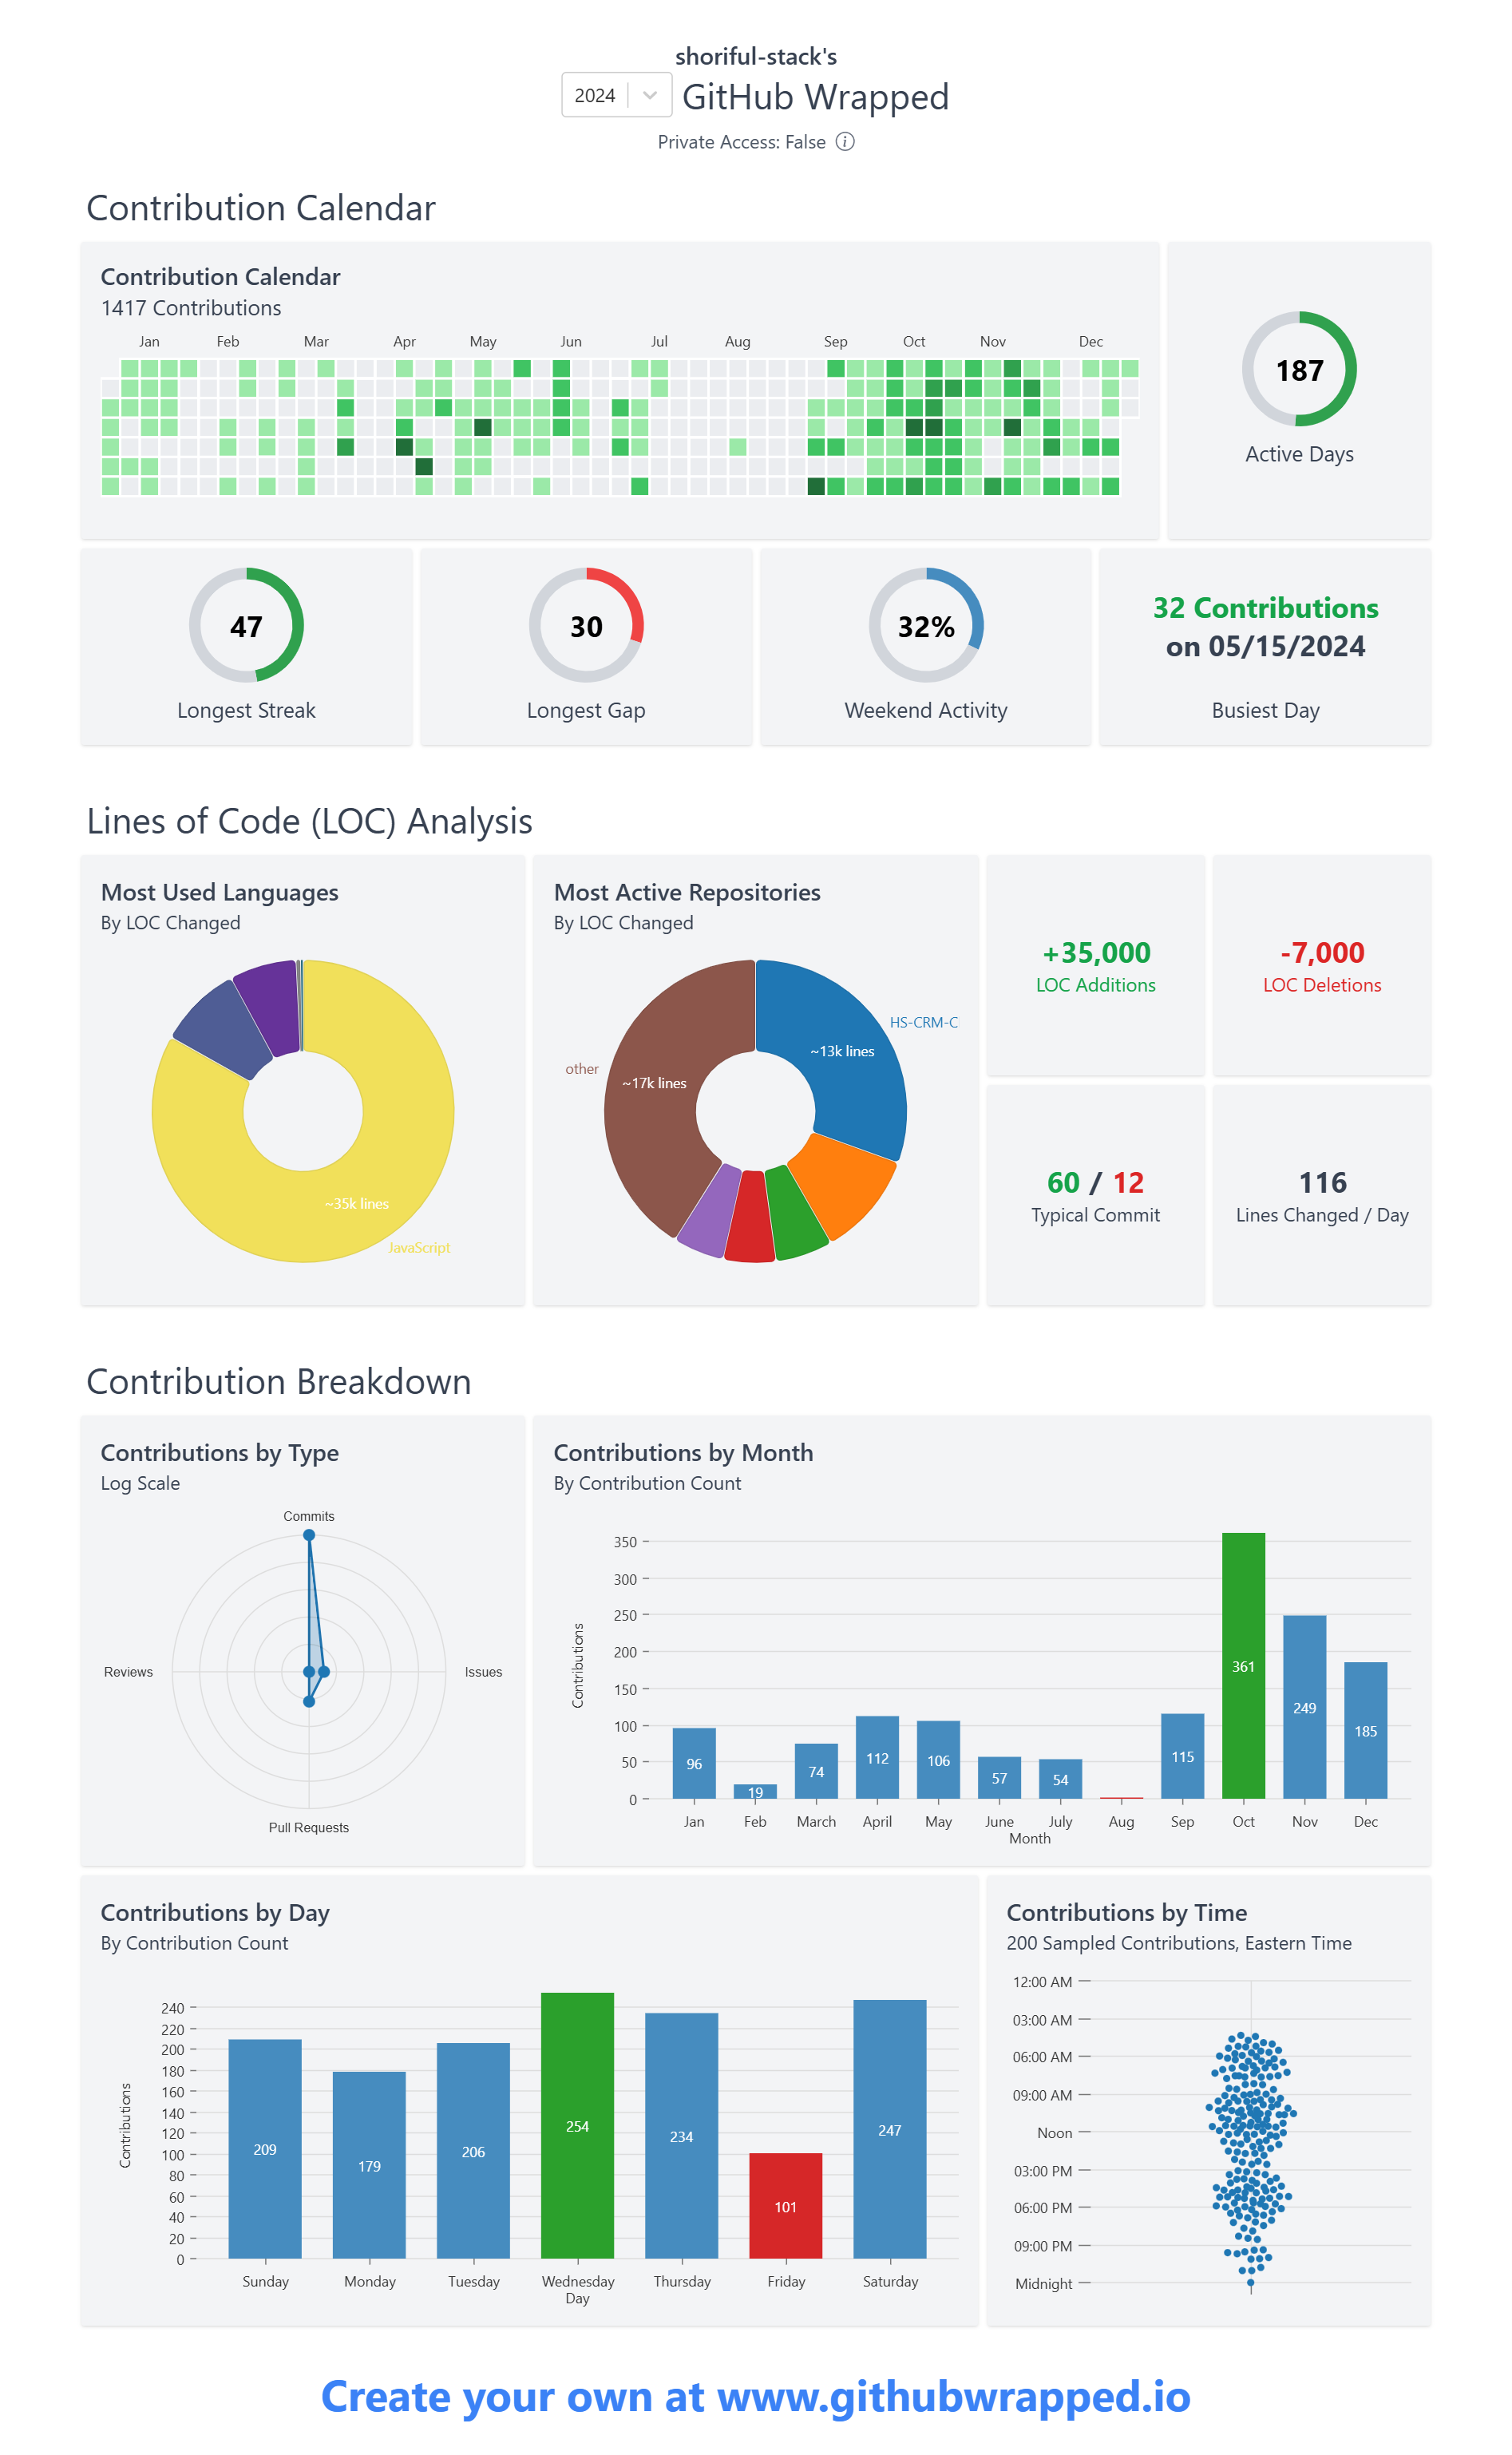 shoriful-stack's
2024 GitHub Wrapped
Private Access: False
Contribution Calendar
Contribution Calendar
1417 Contributions
Jan Feb Mar Apr May Jun Jul Aug Sep Oct Nov Dec
187
Active Days
47
Longest Streak
30
Longest Gap
32%
Weekend Activity
32 Contributions
on 05/15/2024
Busiest Day
Lines of Code (LOC) Analysis
Most Used Languages
By LOC Changed
~35k lines
JavaScript
Most Active Repositories
By LOC Changed
HS-CRM-C
~13k lines
other
~17k lines
+35,000
LOC Additions
-7,000
LOC Deletions
60 / 12
Typical Commit
116
Lines Changed / Day
Contribution Breakdown
Contributions by Type
Log Scale
Commits
Reviews
Issues
Pull Requests
Contributions by Month
By Contribution Count
Contributions
350
300
250
200
150
100
50
0
96 19 74 112 106 57 54 115 361 249 185
Jan Feb March April May June July Aug Sep Oct Nov Dec
Month
Contributions by Day
By Contribution Count
Contributions
240
220
200
180
160
140
120
100
80
60
40
20
0
209 179 206 254 234 101 247
Sunday Monday Tuesday Wednesday Thursday Friday Saturday
Day
Contributions by Time
200 Sampled Contributions, Eastern Time
12:00 AM
03:00 AM
06:00 AM
09:00 AM
Noon
03:00 PM
06:00 PM
09:00 PM
Midnight
Create your own at www.githubwrapped.io